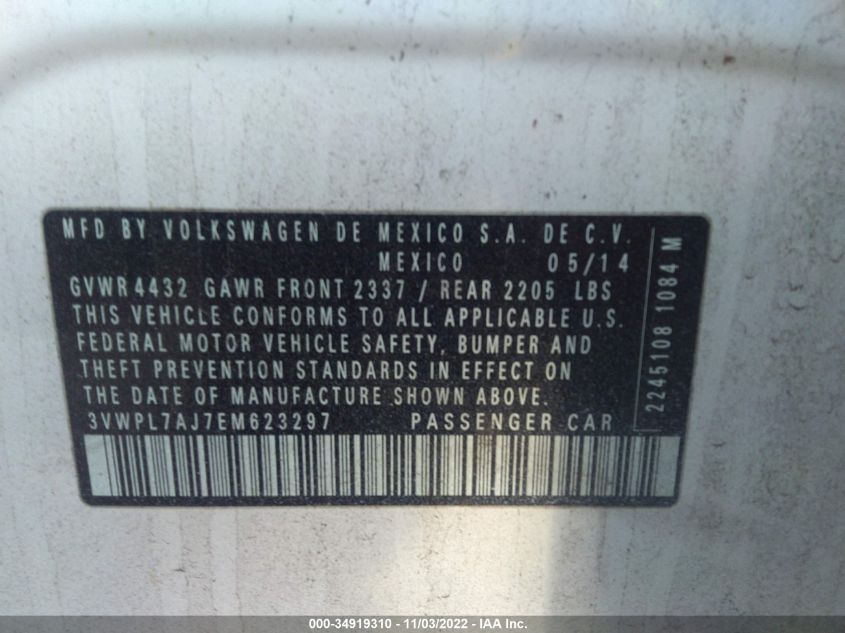 MFD BY VOLKSWAGEN DE MEXICO S.A. DE C.V.
MEXICO 05/14
GVWR 4432 GAWR FRONT 2337 / REAR 2205 LBS
THIS VEHICLE CONFORMS TO ALL APPLICABLE U.S.
FEDERAL MOTOR VEHICLE SAFETY, BUMPER AND
THEFT PREVENTION STANDARDS IN EFFECT ON
THE DATE OF MANUFACTURE SHOWN ABOVE.
3VWPL7AJ7EM623297 PASSENGER CAR
2245108 1084 M
000-34919310 - 11/03/2022 - IAA Inc.